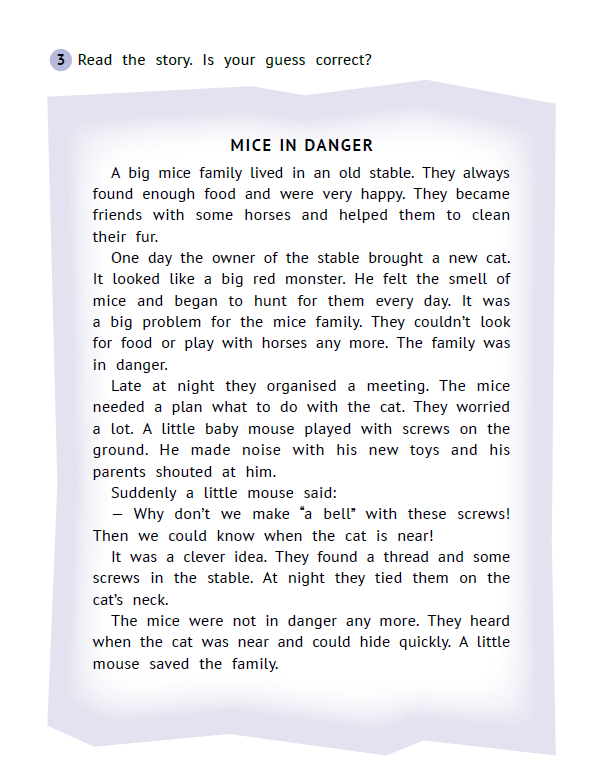 3 Read the story. Is your guess correct?
MICE IN DANGER
A big mice family lived in an old stable. They always
found enough food and were very happy. They became
friends with some horses and helped them to clean
their fur.
One day the owner of the stable brought a new cat.
It looked like a big red monster. He felt the smell of
mice and began to hunt for them every day. It was
a big problem for the mice family. They couldn't look
for food or play with horses any more. The family was
in danger.
Late at night they organised a meeting. The mice
needed a plan what to do with the cat. They worried
a lot. A little baby mouse played with screws on the
ground. He made noise with his new toys and his
parents shouted at him.
Suddenly a little mouse said:
— Why don't we make “a bell” with these screws!
Then we could know when the cat is near!
It was a clever idea. They found a thread and some
screws in the stable. At night they tied them on the
cat's neck.
The mice were not in danger any more. They heard
when the cat was near and could hide quickly. A little
mouse saved the family.